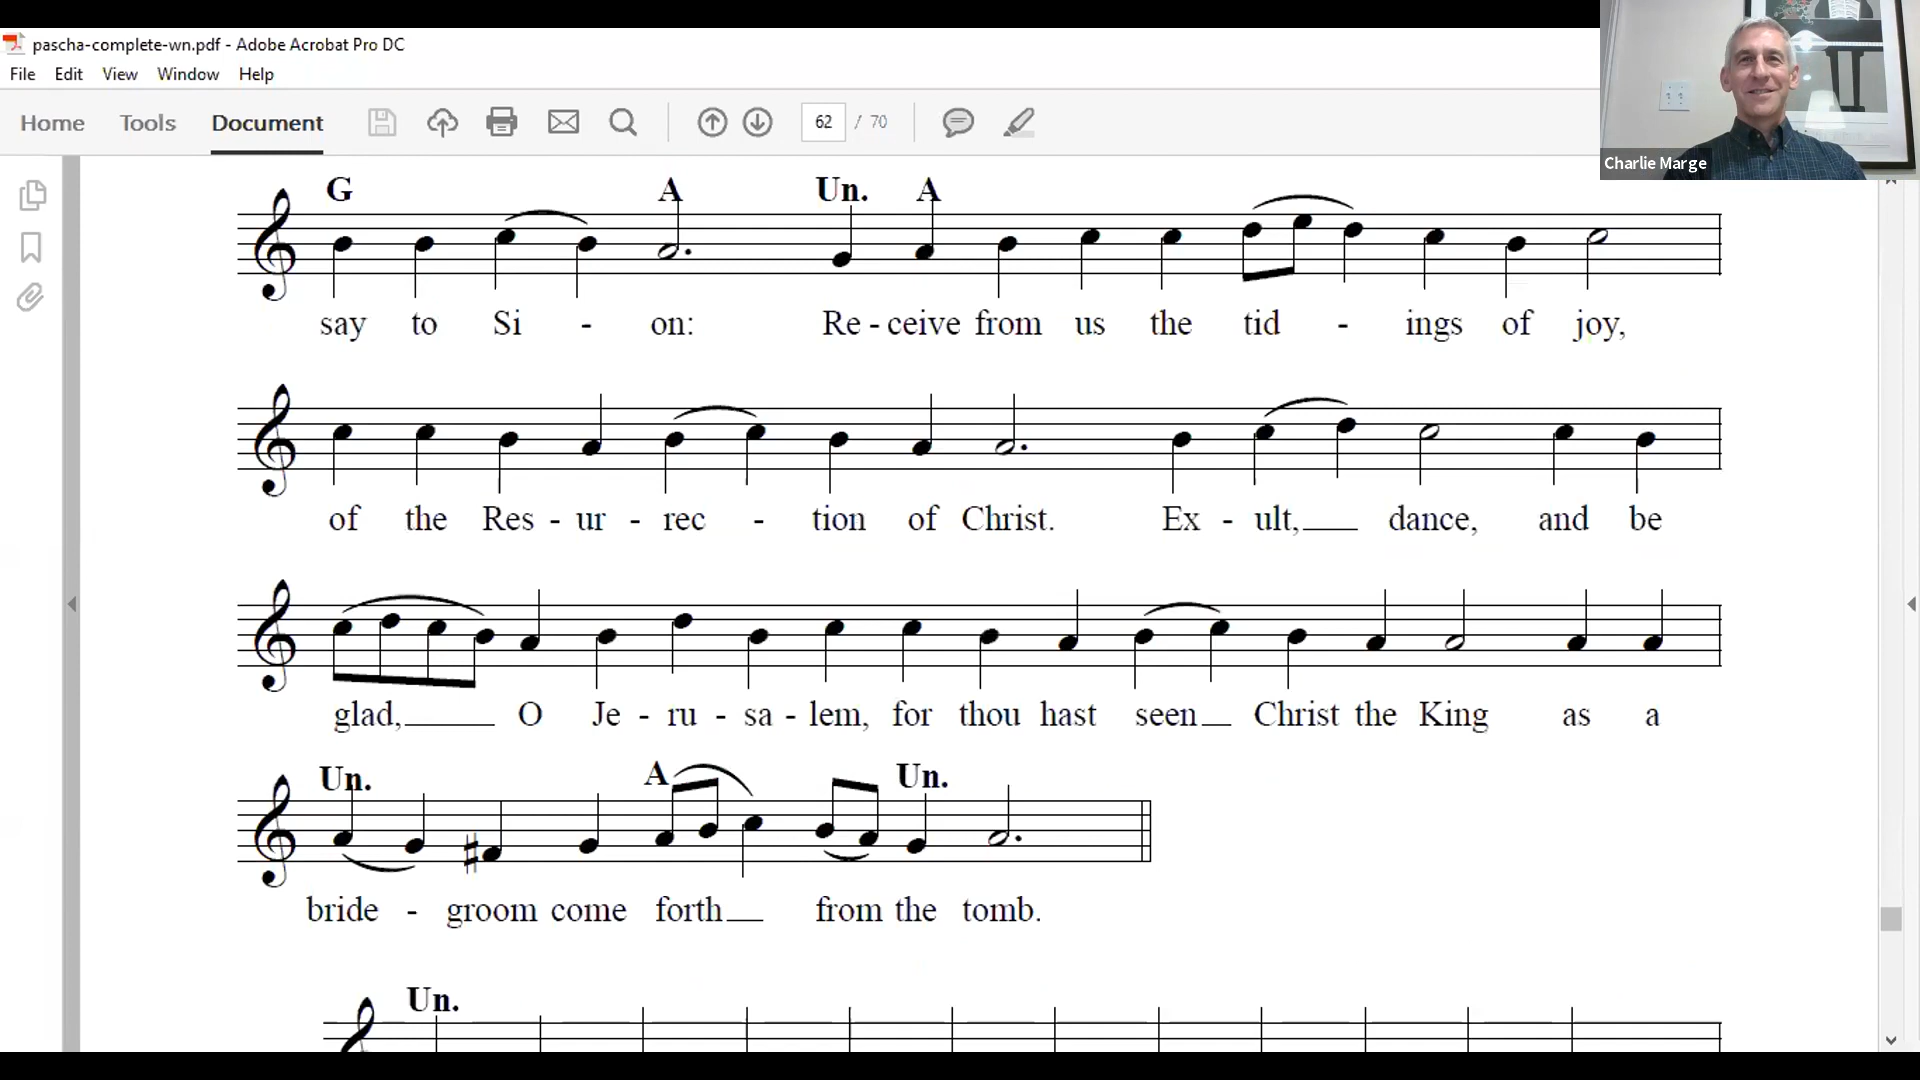 pascha-complete-wn.pdf - Adobe Acrobat Pro DC
File Edit View Window Help
Home Tools Document 62 / 70
Charlie Marge
G A Un. A
say to Si - on: Re - ceive from us the tid - ings of joy,
of the Res - ur - rec - tion of Christ. Ex - ult, dance, and be
glad, O Je - ru - sa - lem, for thou hast seen Christ the King as a
Un. A Un.
bride - groom come forth from the tomb.
Un.